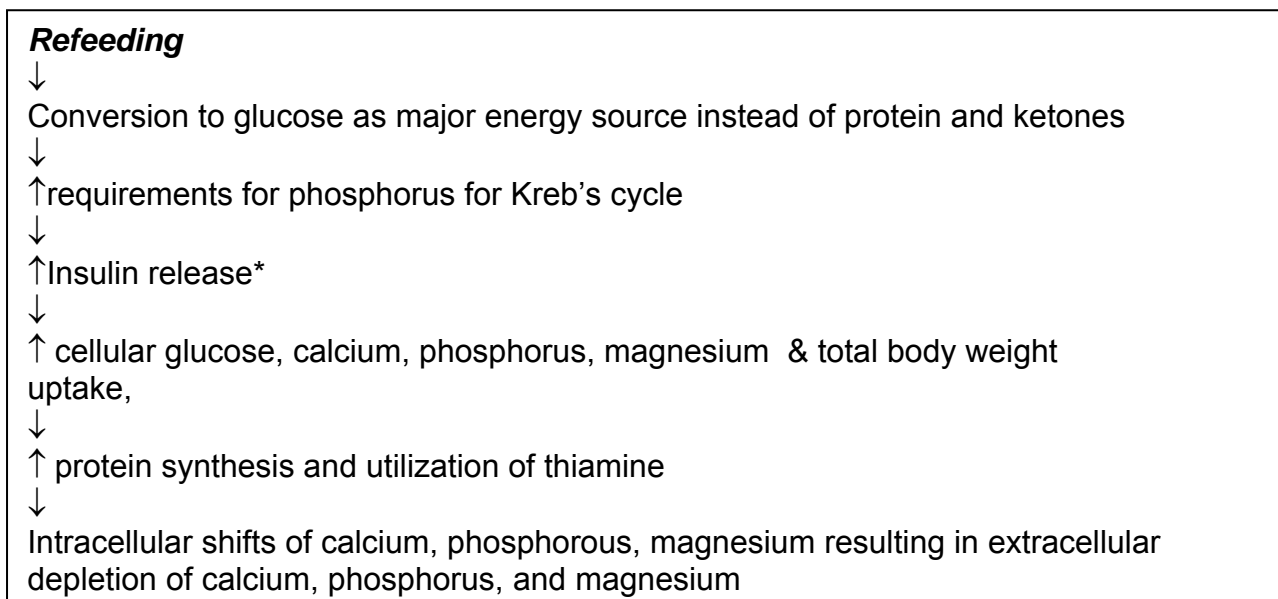 Refeeding
↓
Conversion to glucose as major energy source instead of protein and ketones
↓
↑requirements for phosphorus for Kreb’s cycle
↓
↑Insulin release*
↓
↑ cellular glucose, calcium, phosphorus, magnesium  & total body weight
uptake,
↓
↑ protein synthesis and utilization of thiamine
↓
Intracellular shifts of calcium, phosphorous, magnesium resulting in extracellular
depletion of calcium, phosphorus, and magnesium